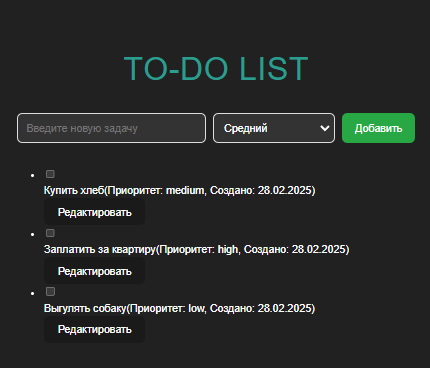 TO-DO LIST
Введите новую задачу Средний Добавить
Купить хлеб(Приоритет: medium, Создано: 28.02.2025)
Редактировать
Заплатить за квартиру(Приоритет: high, Создано: 28.02.2025)
Редактировать
Выгулять собаку(Приоритет: low, Создано: 28.02.2025)
Редактировать